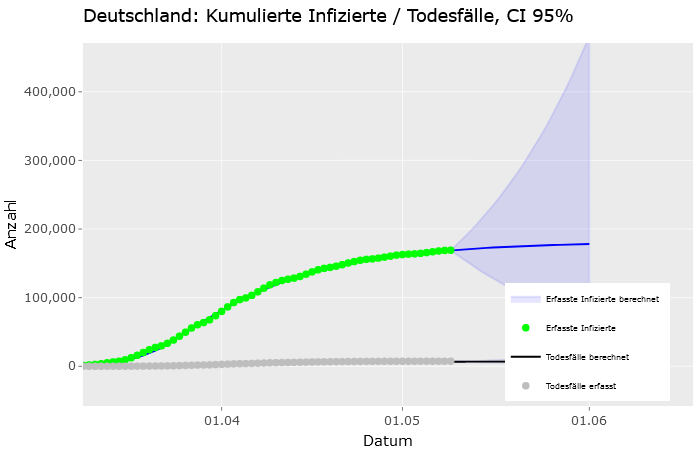 Deutschland: Kumulierte Infizierte / Todesfälle, CI 95%
400,000
300,000
200,000
100,000
0
Anzahl
Erfasste Infizierte berechnet
Erfasste Infizierte
Todesfälle berechnet
Todesfälle erfasst
01.04
01.05
01.06
Datum